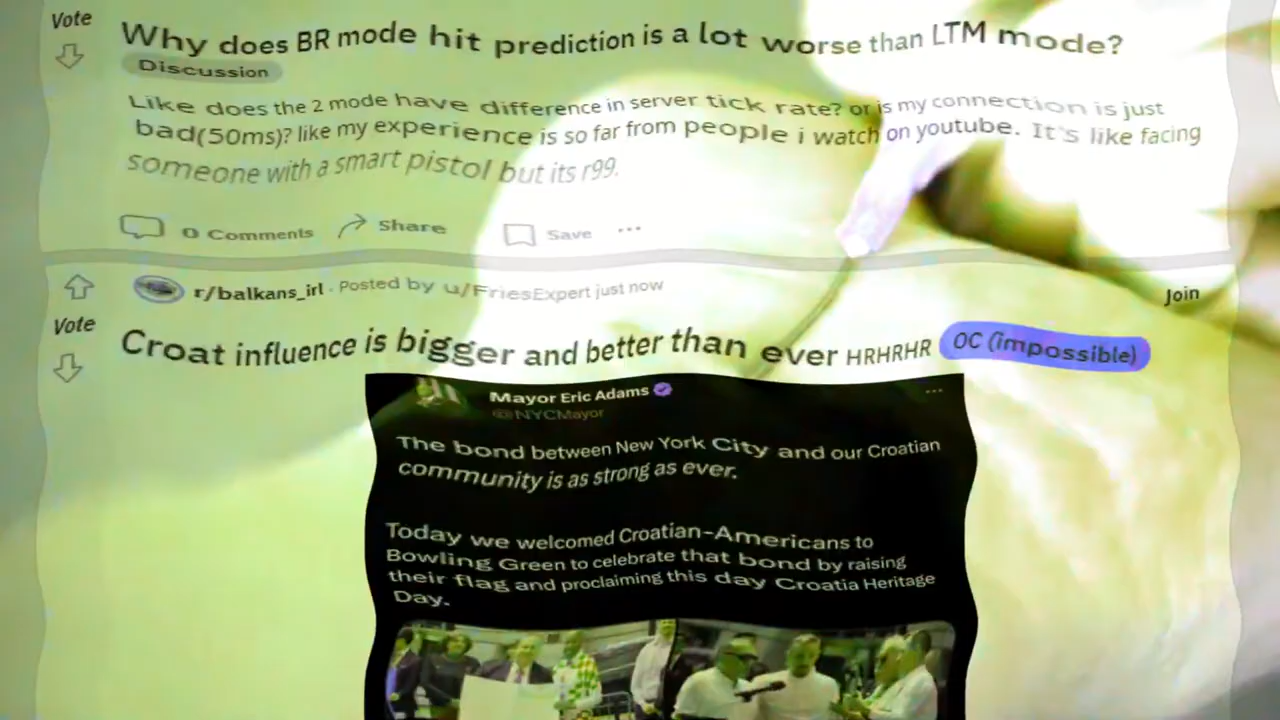 Vote
Why does BR mode hit prediction is a lot worse than LTM mode?
Discussion
Like does the 2 mode have difference in server tick rate? or is my connection is just
bad(50ms)? like my experience is so far from people i watch on youtube. It's like facing
someone with a smart pistol but its r99.
0 Comments Share Save ...
r/balkans_irl · Posted by u/FriesExpert just now
Join
Vote
Croat influence is bigger and better than ever HRHRHR OC (impossible)
Mayor Eric Adams ...
@NYCMayor
The bond between New York City and our Croatian
community is as strong as ever.
Today we welcomed Croatian-Americans to
Bowling Green to celebrate that bond by raising
their flag and proclaiming this day Croatia Heritage
Day.